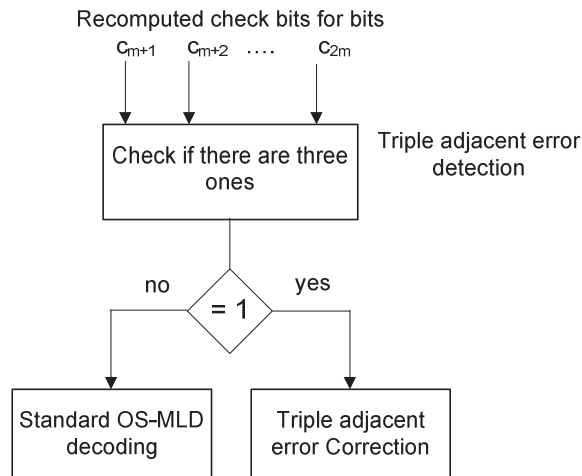 Recomputed check bits for bits
cm+1 cm+2 .... c2m
Check if there are three
ones
Triple adjacent error
detection
no
yes
= 1
Standard OS-MLD
decoding
Triple adjacent
error Correction